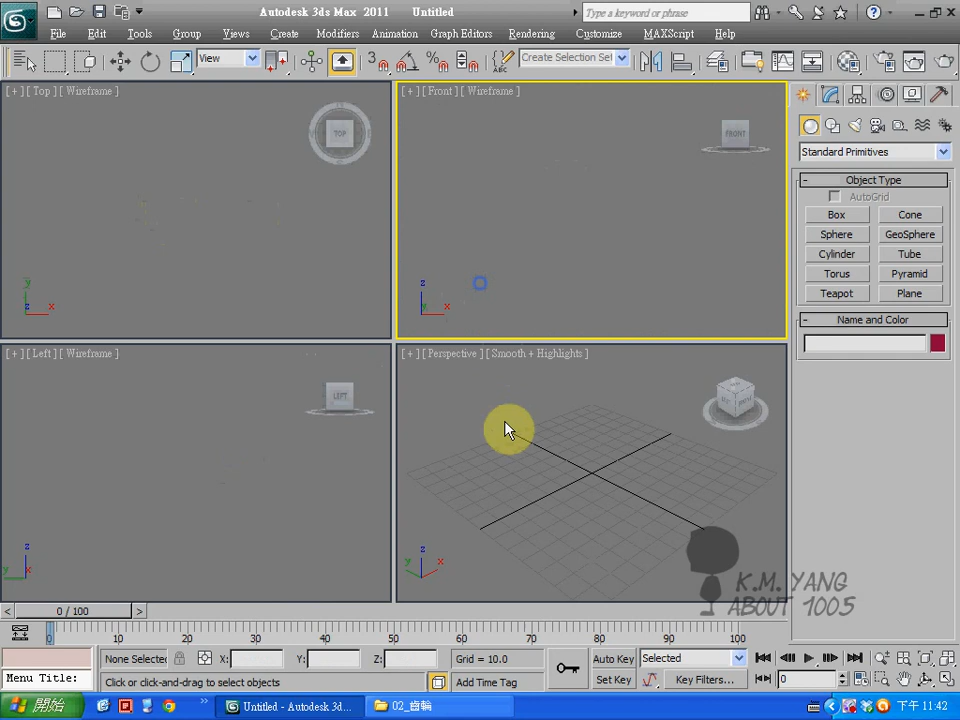 Autodesk 3ds Max 2011 Untitled
Type a keyword or phrase
File Edit Tools Group Views Create Modifiers Animation Graph Editors Rendering Customize MAXScript Help
View
3
Create Selection Set
ABC
[ + ] [ Top ] [ Wireframe ]
TOP
y
z x
[ + ] [ Front ] [ Wireframe ]
FRONT
z
y x
[ + ] [ Left ] [ Wireframe ]
LEFT
z
y x
[ + ] [ Perspective ] [ Smooth + Highlights ]
z
y x
Standard Primitives
- Object Type
AutoGrid
Box Cone
Sphere GeoSphere
Cylinder Tube
Torus Pyramid
Teapot Plane
- Name and Color
K.M. YANG
ABOUT 1005
< 0 / 100 >
0 10 20 30 40 50 60 70 80 90 100
None Selected X: Y: Z: Grid = 10.0 Auto Key Selected
Menu Title: Click or click-and-drag to select objects Add Time Tag Set Key Key Filters... 0
開始 Untitled - Autodesk 3d... 02_齒輪 下午 11:42